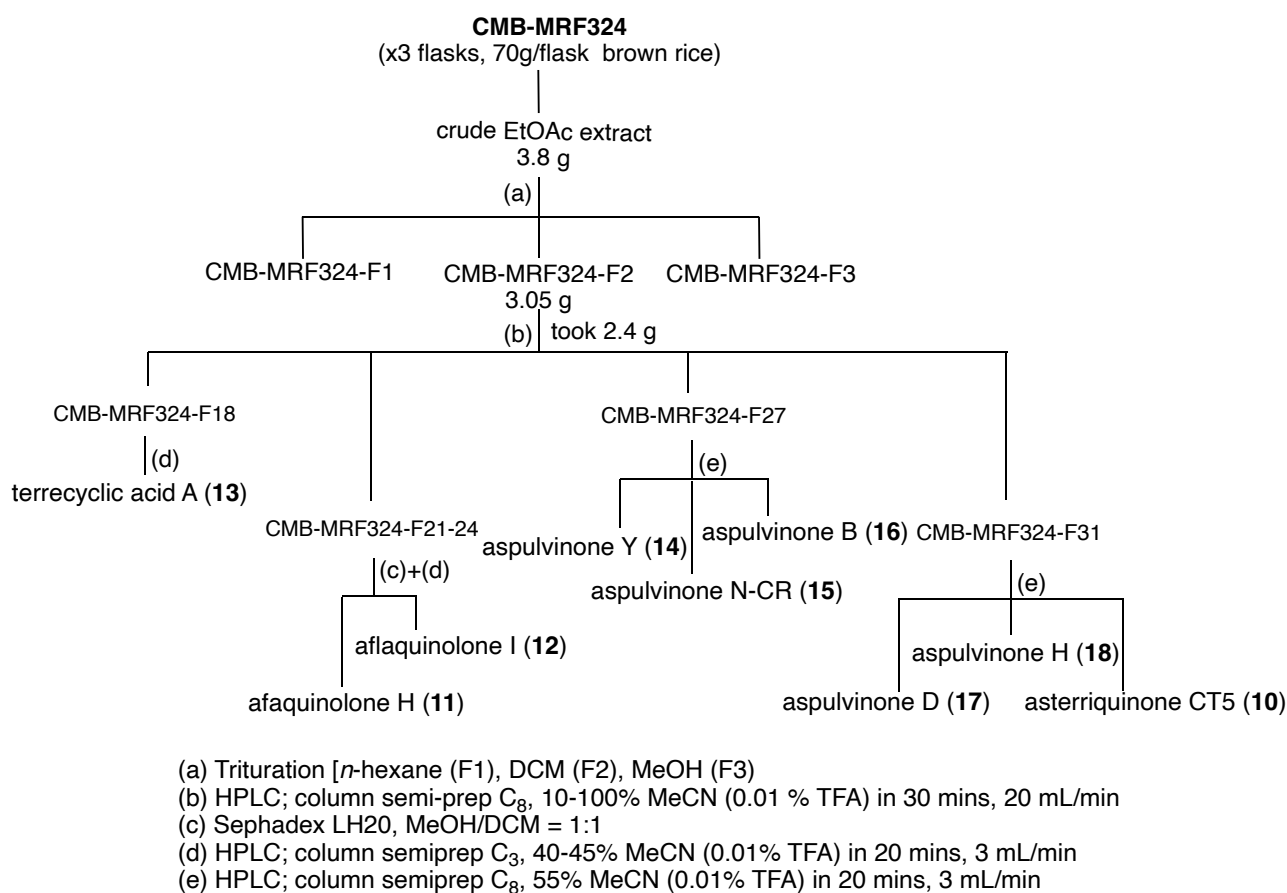 CMB-MRF324
(x3 flasks, 70g/flask brown rice)
crude EtOAc extract
3.8 g
(a)
CMB-MRF324-F1
CMB-MRF324-F2
CMB-MRF324-F3
3.05 g
(b) took 2.4 g
CMB-MRF324-F18
CMB-MRF324-F27
(d)
(e)
terrecyclic acid A (13)
CMB-MRF324-F21-24
aspulvinone Y (14)
aspulvinone B (16)
CMB-MRF324-F31
(c)+(d)
aspulvinone N-CR (15)
(e)
aflaquinolone I (12)
aspulvinone H (18)
afaquinolone H (11)
aspulvinone D (17)
asterriquinone CT5 (10)
(a) Trituration [n-hexane (F1), DCM (F2), MeOH (F3)
(b) HPLC; column semi-prep C8, 10-100% MeCN (0.01 % TFA) in 30 mins, 20 mL/min
(c) Sephadex LH20, MeOH/DCM = 1:1
(d) HPLC; column semiprep C3, 40-45% MeCN (0.01% TFA) in 20 mins, 3 mL/min
(e) HPLC; column semiprep C8, 55% MeCN (0.01% TFA) in 20 mins, 3 mL/min